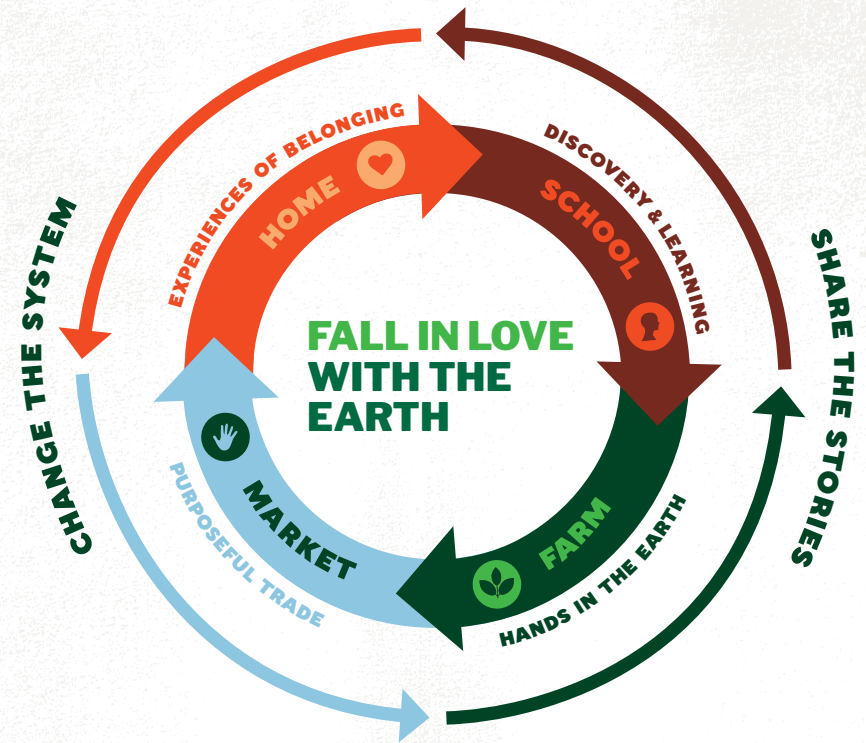 FALL IN LOVE
WITH THE
EARTH
EXPERIENCES OF BELONGING
HOME
DISCOVERY & LEARNING
SCHOOL
HANDS IN THE EARTH
FARM
PURPOSEFUL TRADE
MARKET
CHANGE THE SYSTEM
SHARE THE STORIES